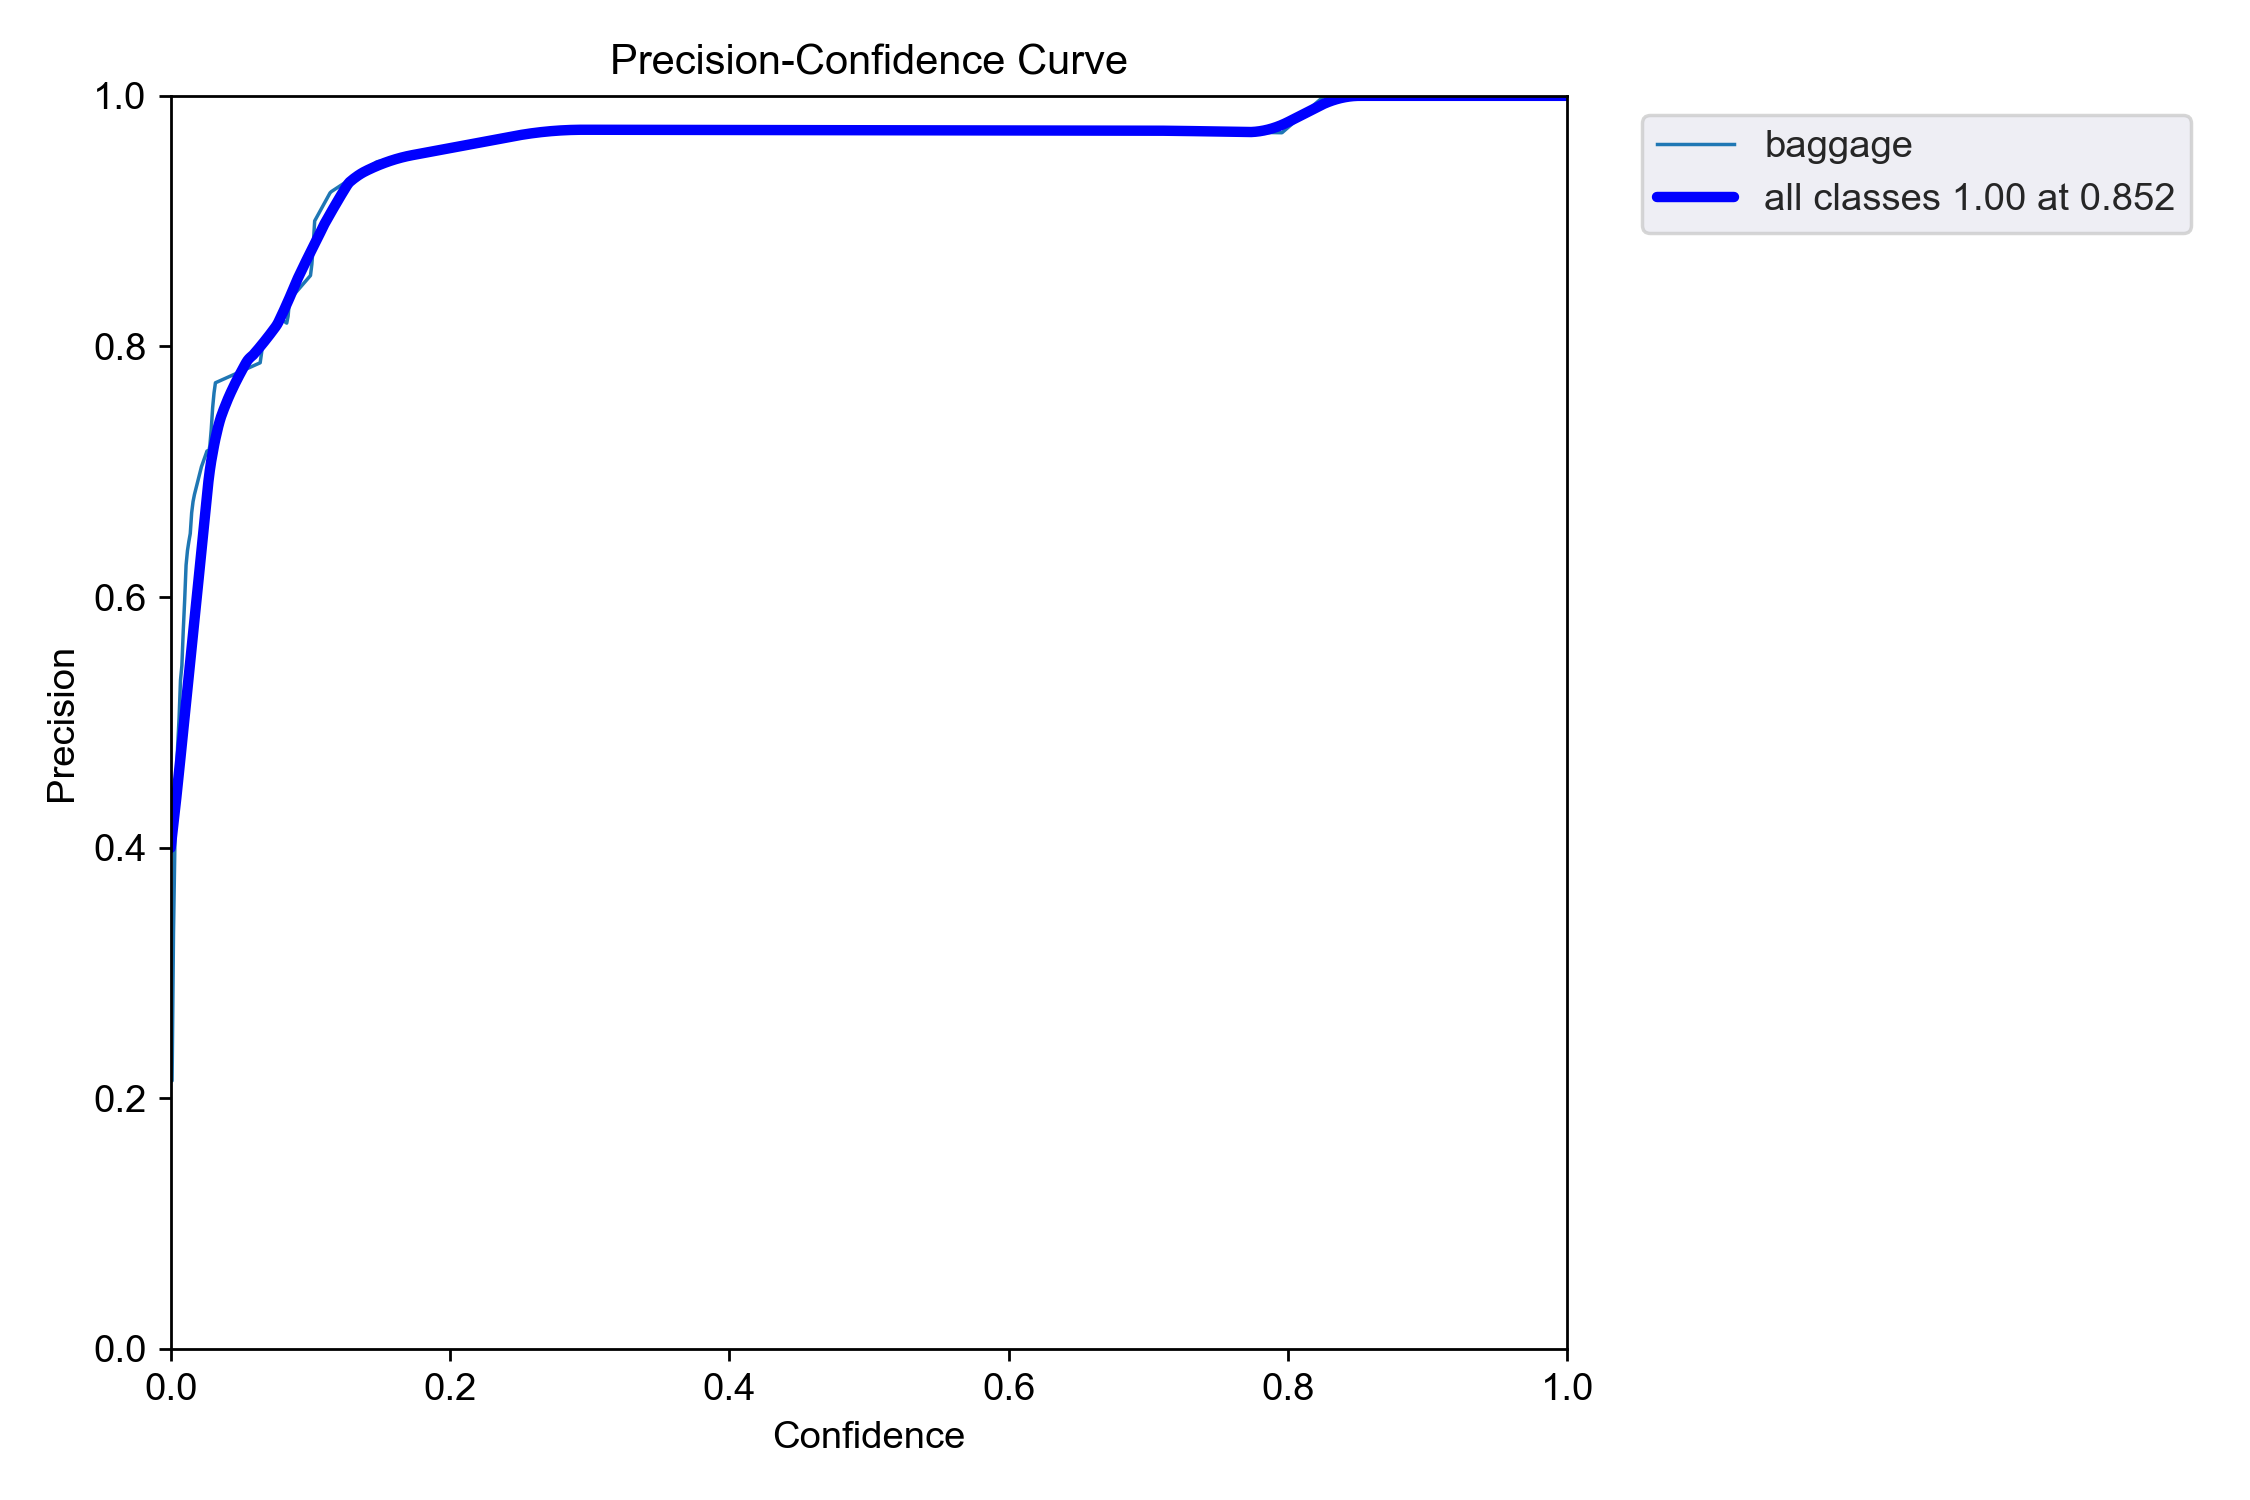 Precision-Confidence Curve
1.0
0.8
0.6
0.4
0.2
0.0
Precision
0.0 0.2 0.4 0.6 0.8 1.0
Confidence
baggage
all classes 1.00 at 0.852